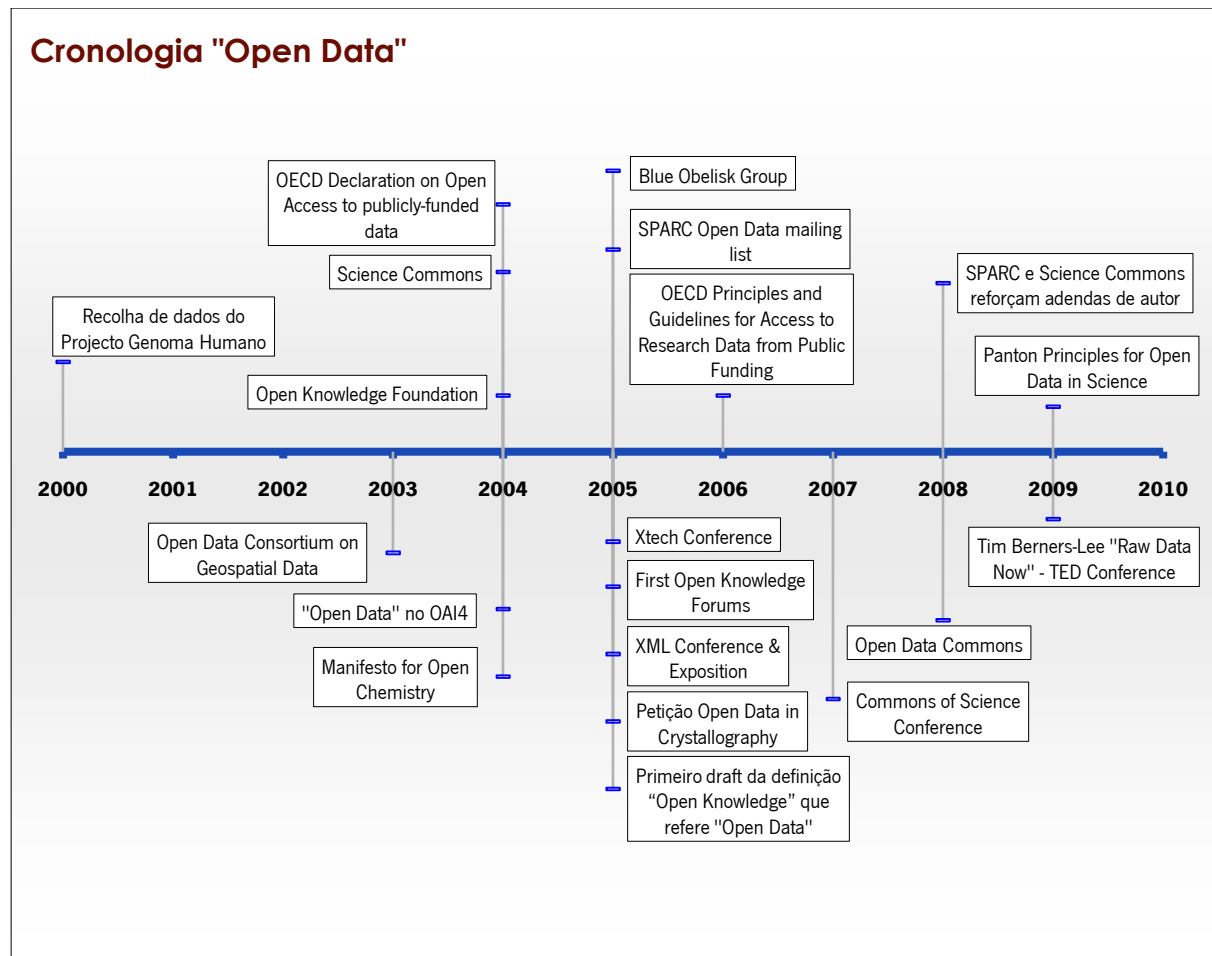 Cronologia "Open Data"
OECD Declaration on Open
Access to publicly-funded
data
Science Commons
Recolha de dados do
Projecto Genoma Humano
Open Knowledge Foundation
Blue Obelisk Group
SPARC Open Data mailing
list
OECD Principles and
Guidelines for Access to
Research Data from Public
Funding
SPARC e Science Commons
reforçam adendas de autor
Panton Principles for Open
Data in Science
2000 2001 2002 2003 2004 2005 2006 2007 2008 2009 2010
Open Data Consortium on
Geospatial Data
"Open Data" no OAI4
Manifesto for Open
Chemistry
Xtech Conference
First Open Knowledge
Forums
XML Conference &
Exposition
Petição Open Data in
Crystallography
Primeiro draft da definição
“Open Knowledge” que
refere "Open Data"
Tim Berners-Lee "Raw Data
Now" - TED Conference
Open Data Commons
Commons of Science
Conference